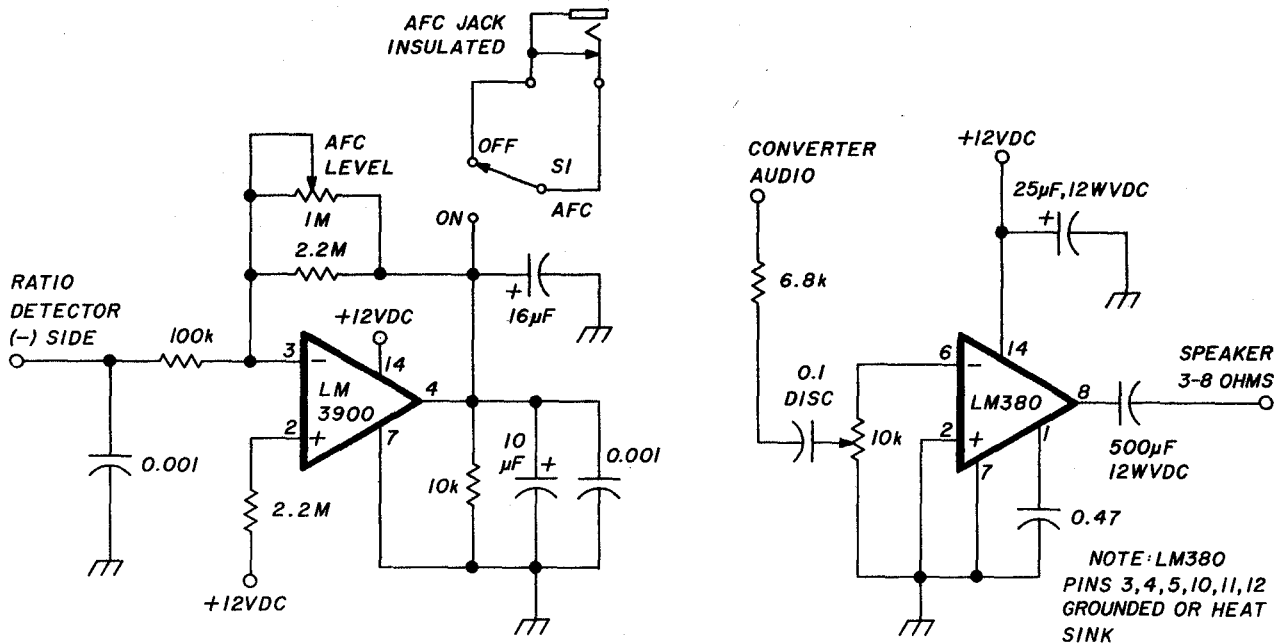 AFC JACK
INSULATED
AFC
LEVEL
1M
2.2M
OFF
S1
AFC
ON
16µF
+
RATIO
DETECTOR
(-) SIDE
100k
0.001
+12VDC
3
-
14
LM
3900
4
2
+
7
2.2M
+12VDC
10k
10
µF
+
0.001
CONVERTER
AUDIO
6.8k
0.1
DISC
10k
+12VDC
25µF,12WVDC
+
6
-
14
LM380
8
2
+
7
1
SPEAKER
3-8 OHMS
500µF
12WVDC
0.47
NOTE: LM380
PINS 3,4,5,10,11,12
GROUNDED OR HEAT
SINK